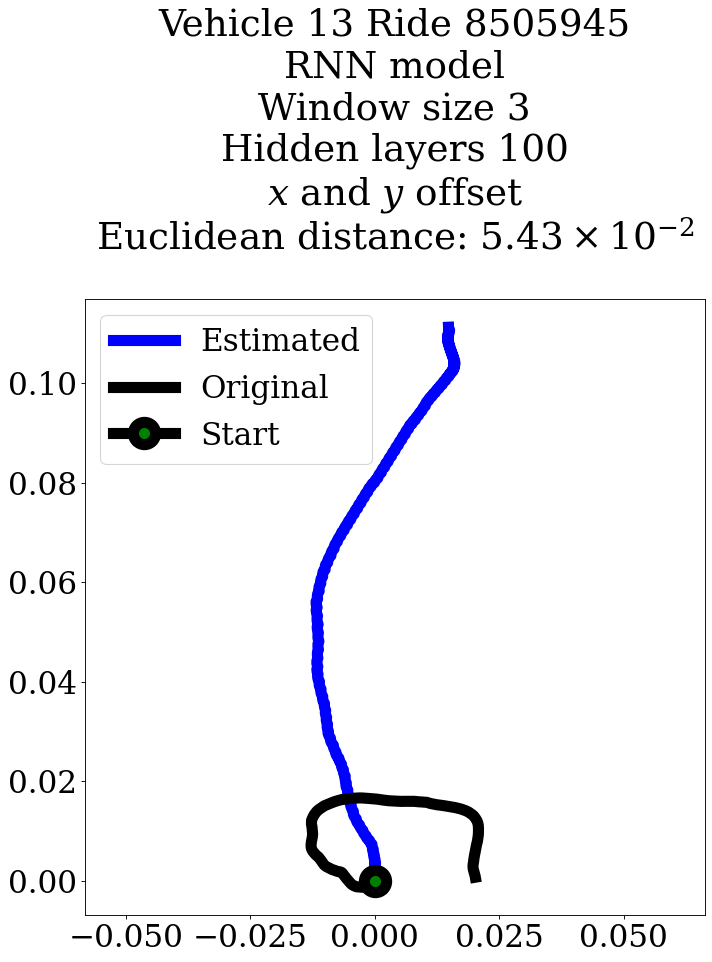 Vehicle 13 Ride 8505945
RNN model
Window size 3
Hidden layers 100
x and y offset
Euclidean distance: 5.43 × 10⁻²
Estimated
Original
Start
0.10
0.08
0.06
0.04
0.02
0.00
−0.050 −0.025 0.000 0.025 0.050